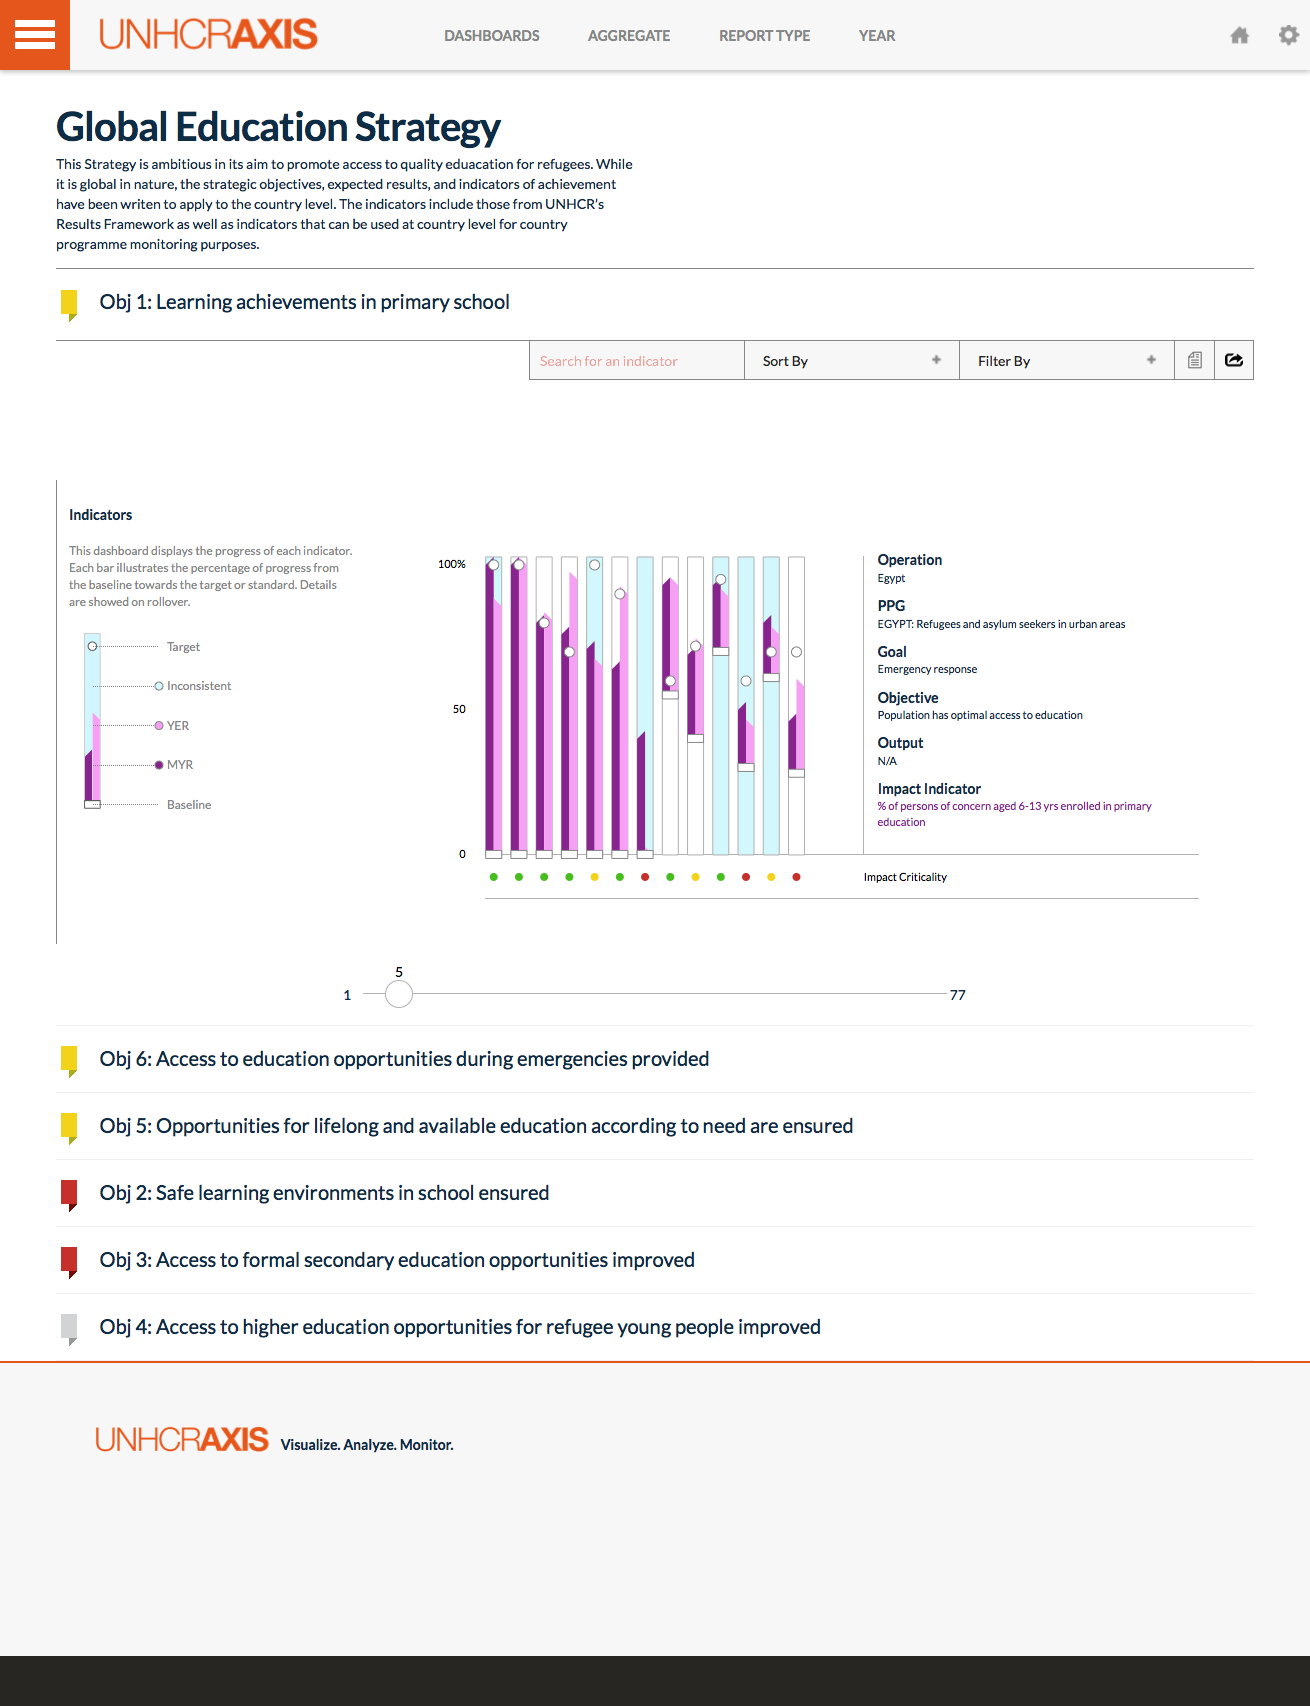 UNHCRAXIS
DASHBOARDS AGGREGATE REPORT TYPE YEAR
Global Education Strategy
This Strategy is ambitious in its aim to promote access to quality eduacation for refugees. While
it is global in nature, the strategic objectives, expected results, and indicators of achievement
have been writen to apply to the country level. The indicators include those from UNHCR's
Results Framework as well as indicators that can be used at country level for country
programme monitoring purposes.
Obj 1: Learning achievements in primary school
Search for an indicator Sort By + Filter By +
Indicators
This dashboard displays the progress of each indicator.
Each bar illustrates the percentage of progress from
the baseline towards the target or standard. Details
are showed on rollover.
Target
Inconsistent
YER
MYR
Baseline
100%
50
0
Operation
Egypt
PPG
EGYPT: Refugees and asylum seekers in urban areas
Goal
Emergency response
Objective
Population has optimal access to education
Output
N/A
Impact Indicator
% of persons of concern aged 6-13 yrs enrolled in primary
education
Impact Criticality
5
1 77
Obj 6: Access to education opportunities during emergencies provided
Obj 5: Opportunities for lifelong and available education according to need are ensured
Obj 2: Safe learning environments in school ensured
Obj 3: Access to formal secondary education opportunities improved
Obj 4: Access to higher education opportunities for refugee young people improved
UNHCRAXIS Visualize. Analyze. Monitor.